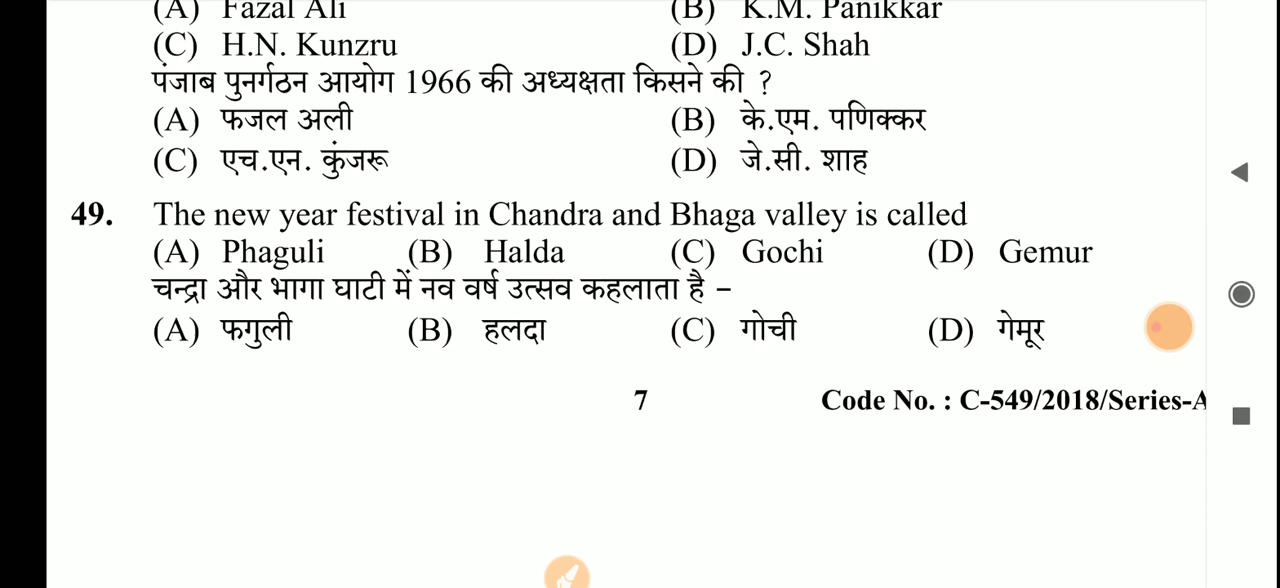 (A) Fazal Ali (B) K.M. Panikkar
(C) H.N. Kunzru (D) J.C. Shah
पंजाब पुनर्गठन आयोग 1966 की अध्यक्षता किसने की ?
(A) फजल अली (B) के.एम. पणिक्कर
(C) एच.एन. कुंजरू (D) जे.सी. शाह
49. The new year festival in Chandra and Bhaga valley is called
(A) Phaguli (B) Halda (C) Gochi (D) Gemur
चन्द्रा और भागा घाटी में नव वर्ष उत्सव कहलाता है –
(A) फगुली (B) हलदा (C) गोची (D) गेमूर
7 Code No. : C-549/2018/Series-A